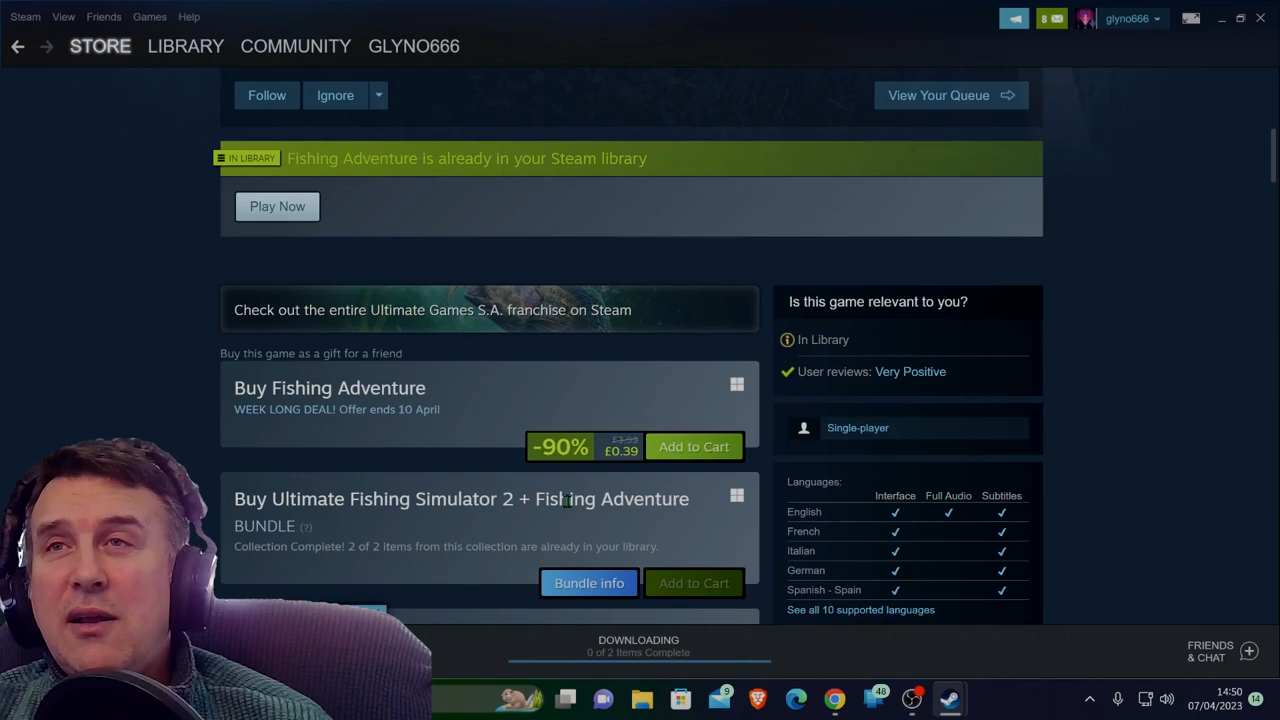 Steam View Friends Games Help
8 glyno666
STORE LIBRARY COMMUNITY GLYNO666
Follow Ignore View Your Queue
IN LIBRARY Fishing Adventure is already in your Steam library
Play Now
Check out the entire Ultimate Games S.A. franchise on Steam
Is this game relevant to you?
In Library
Buy this game as a gift for a friend
User reviews: Very Positive
Buy Fishing Adventure
WEEK LONG DEAL! Offer ends 10 April
Single-player
-90% £3.99 £0.39 Add to Cart
Languages:
Interface Full Audio Subtitles
Buy Ultimate Fishing Simulator 2 + Fishing Adventure
English
BUNDLE (?)
French
Collection Complete! 2 of 2 items from this collection are already in your library.
Italian
German
Bundle info Add to Cart
Spanish - Spain
See all 10 supported languages
DOWNLOADING
0 of 2 Items Complete
FRIENDS
& CHAT
9 48
14:50
07/04/2023
14